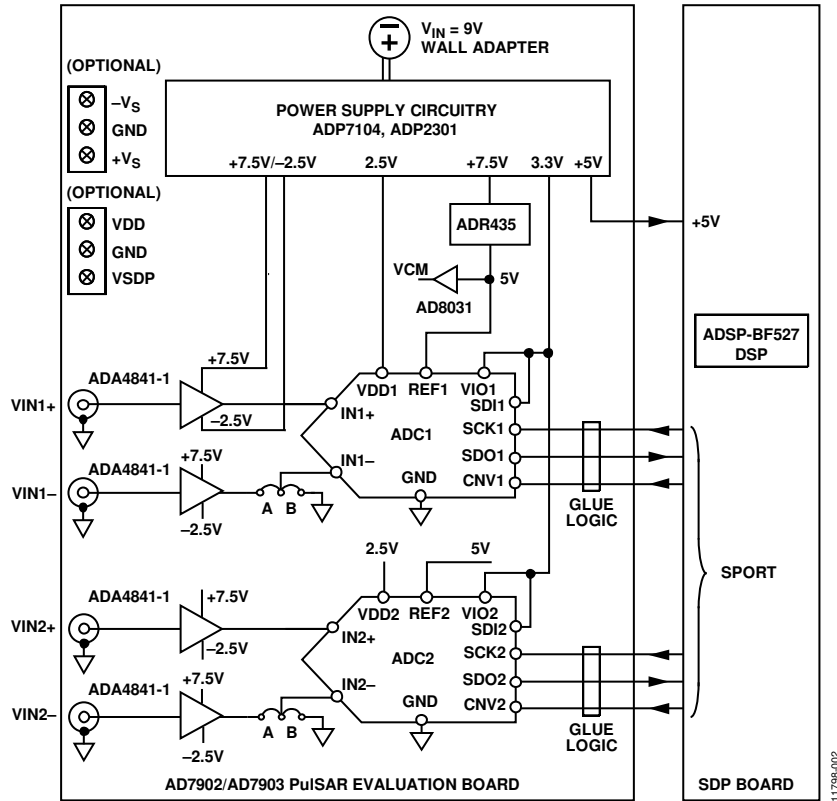 VIN = 9V
WALL ADAPTER
(OPTIONAL)
–VS
GND
+VS
POWER SUPPLY CIRCUITRY
ADP7104, ADP2301
+7.5V/–2.5V 2.5V +7.5V 3.3V +5V
(OPTIONAL)
VDD
GND
VSDP
ADR435
+5V
VCM
5V
AD8031
ADSP-BF527
DSP
+7.5V
ADA4841-1
VDD1 REF1 VIO1
SDI1
VIN1+
IN1+
–2.5V
ADC1
SCK1
SDO1
CNV1
ADA4841-1
+7.5V
IN1–
GND
VIN1–
A B
–2.5V
GLUE
LOGIC
2.5V 5V
SPORT
ADA4841-1
+7.5V
VDD2 REF2 VIO2
SDI2
VIN2+
IN2+
–2.5V
ADC2
SCK2
SDO2
CNV2
ADA4841-1
+7.5V
IN2–
GND
VIN2–
A B
–2.5V
GLUE
LOGIC
AD7902/AD7903 PulSAR EVALUATION BOARD
SDP BOARD
11798-002